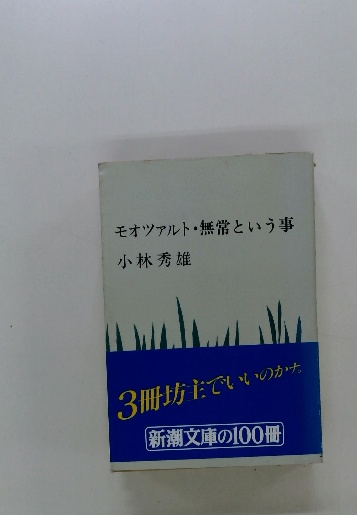 モオツァルト・無常という事
小林秀雄
3冊坊主でいいのかナ。
新潮文庫の100冊